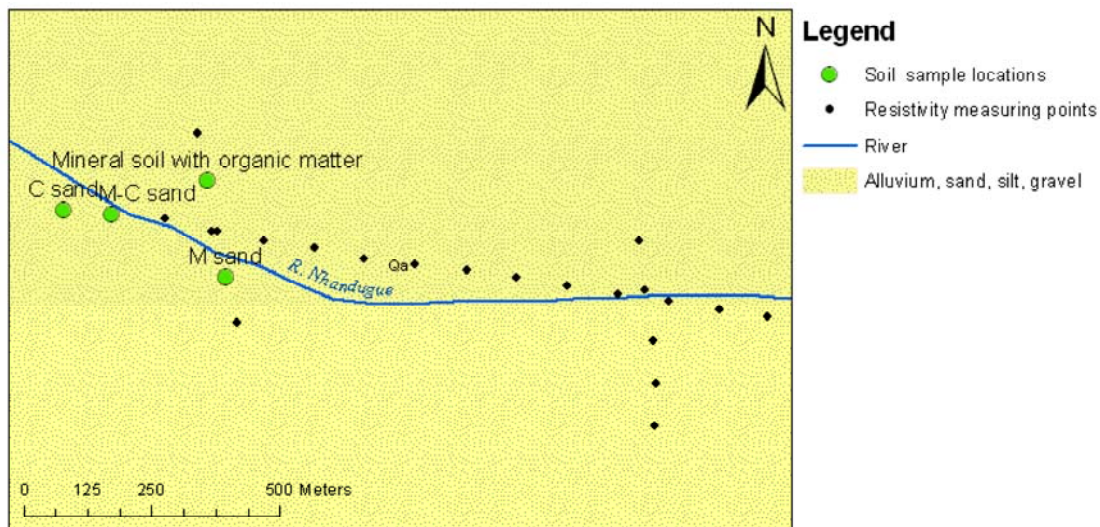 N
Mineral soil with organic matter
C sand
M-C sand
M sand
Qa
R. Nhandugue
0 125 250 500 Meters
Legend
Soil sample locations
Resistivity measuring points
River
Alluvium, sand, silt, gravel